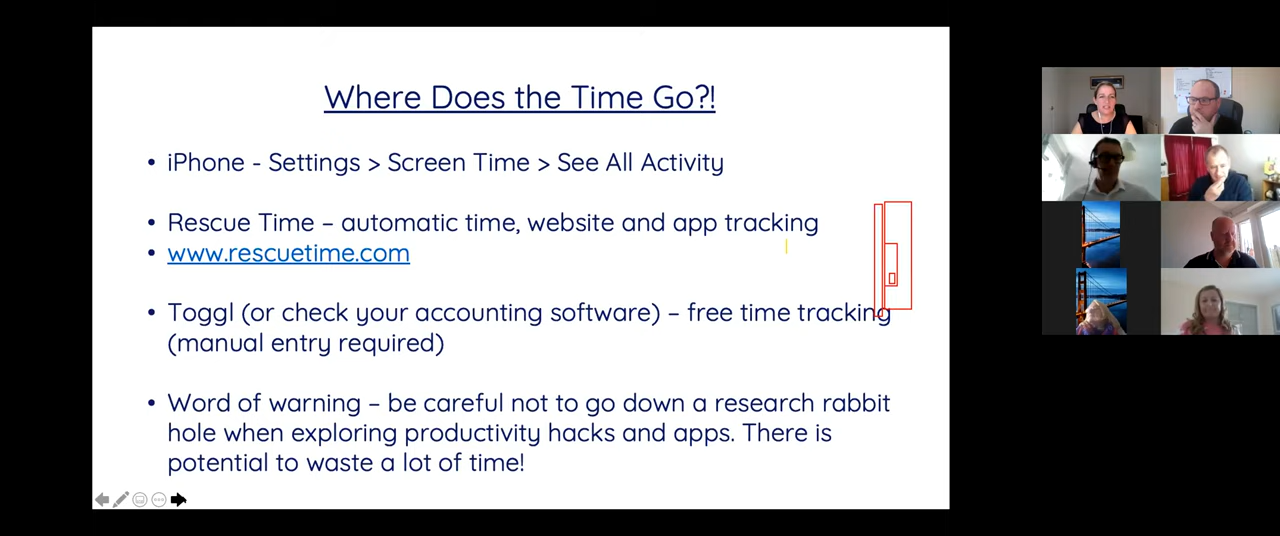 Where Does the Time Go?!
• iPhone - Settings > Screen Time > See All Activity
• Rescue Time – automatic time, website and app tracking
• www.rescuetime.com
• Toggl (or check your accounting software) – free time tracking
(manual entry required)
• Word of warning – be careful not to go down a research rabbit
hole when exploring productivity hacks and apps. There is
potential to waste a lot of time!